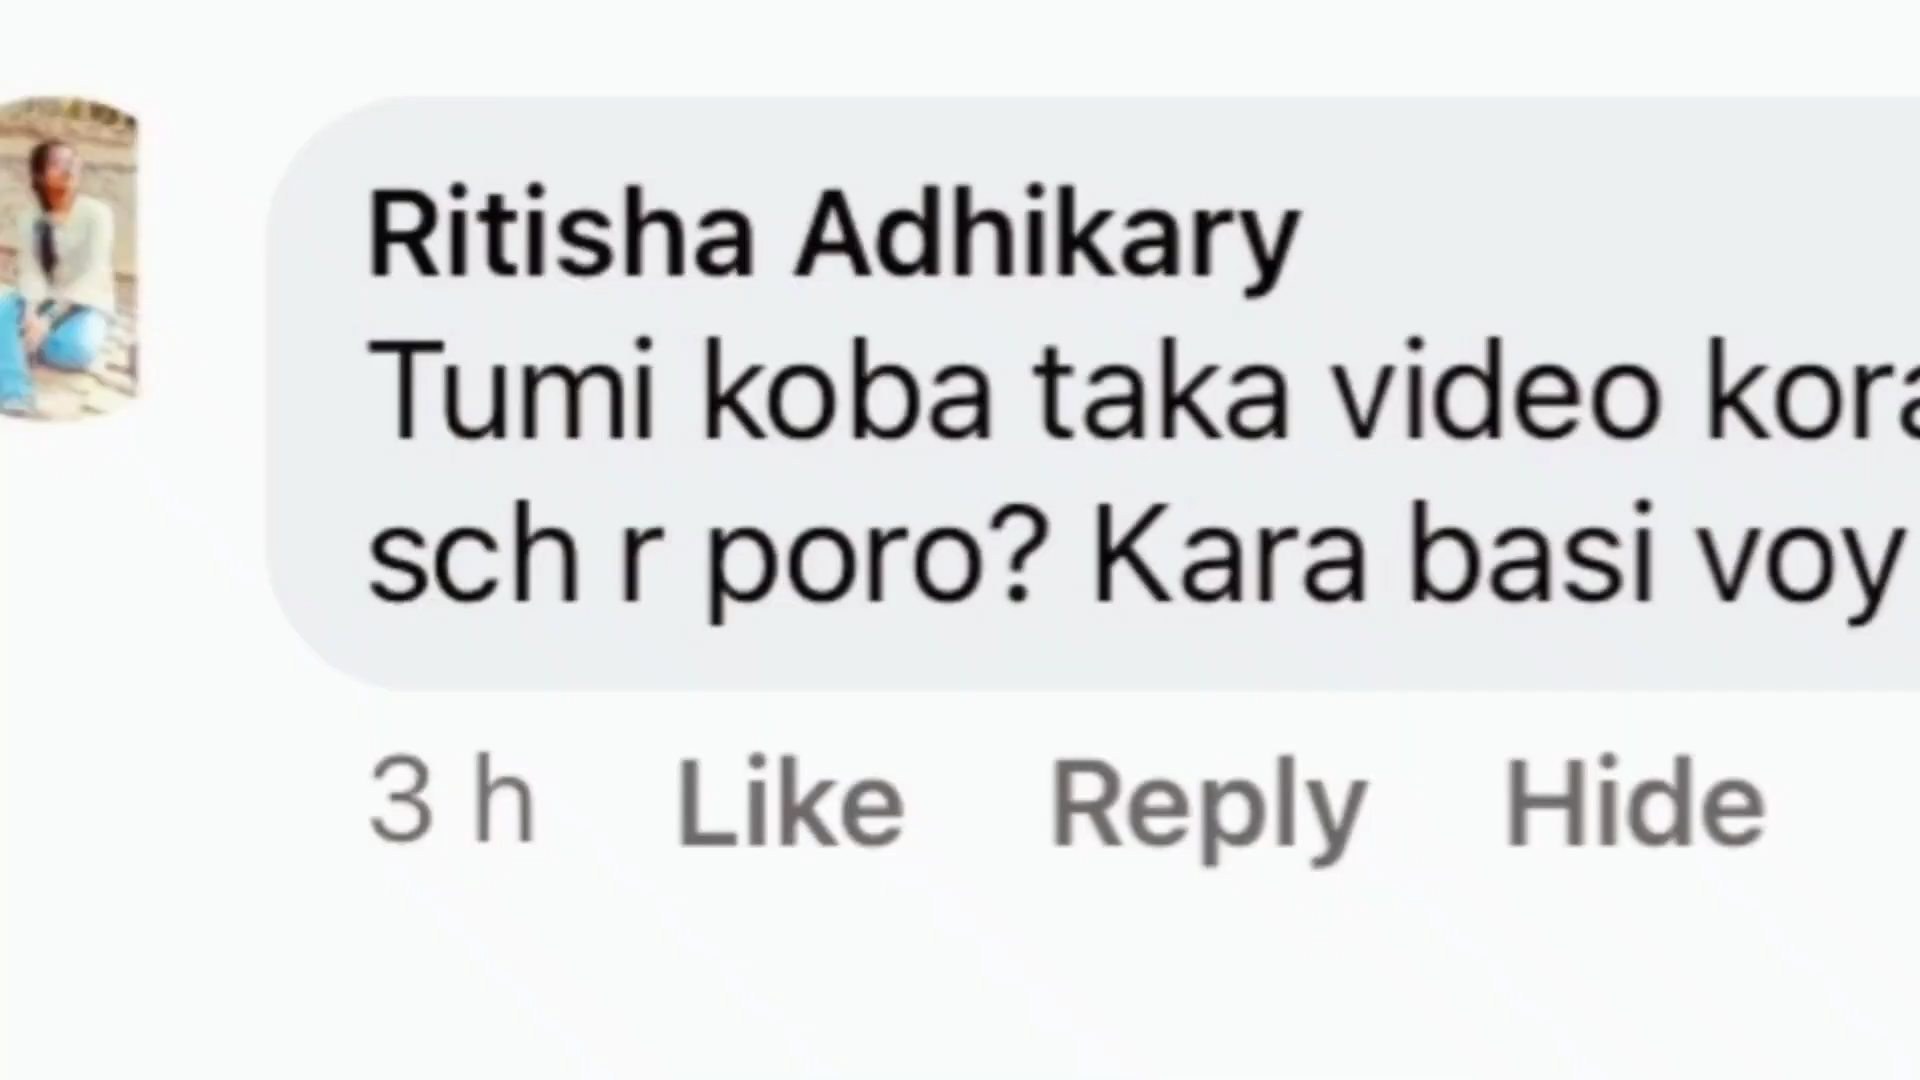 Ritisha Adhikary
Tumi koba taka video kora
sch r poro? Kara basi voy
3 h Like Reply Hide